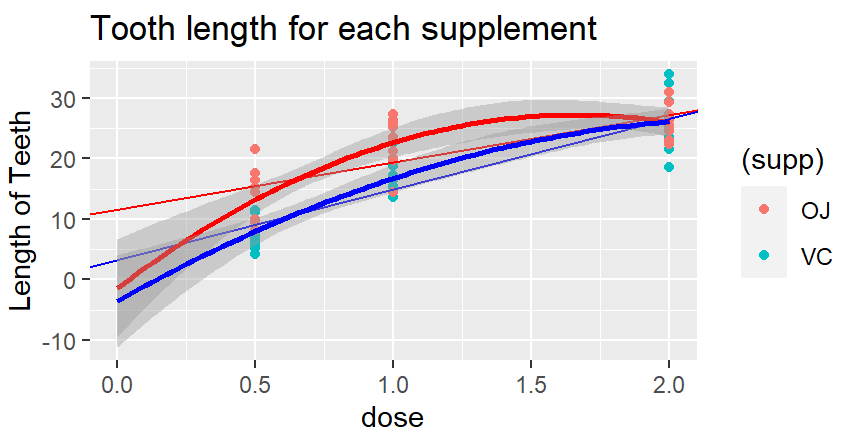 Tooth length for each supplement
Length of Teeth
30
20
10
0
-10
0.0 0.5 1.0 1.5 2.0
dose
(supp)
OJ
VC